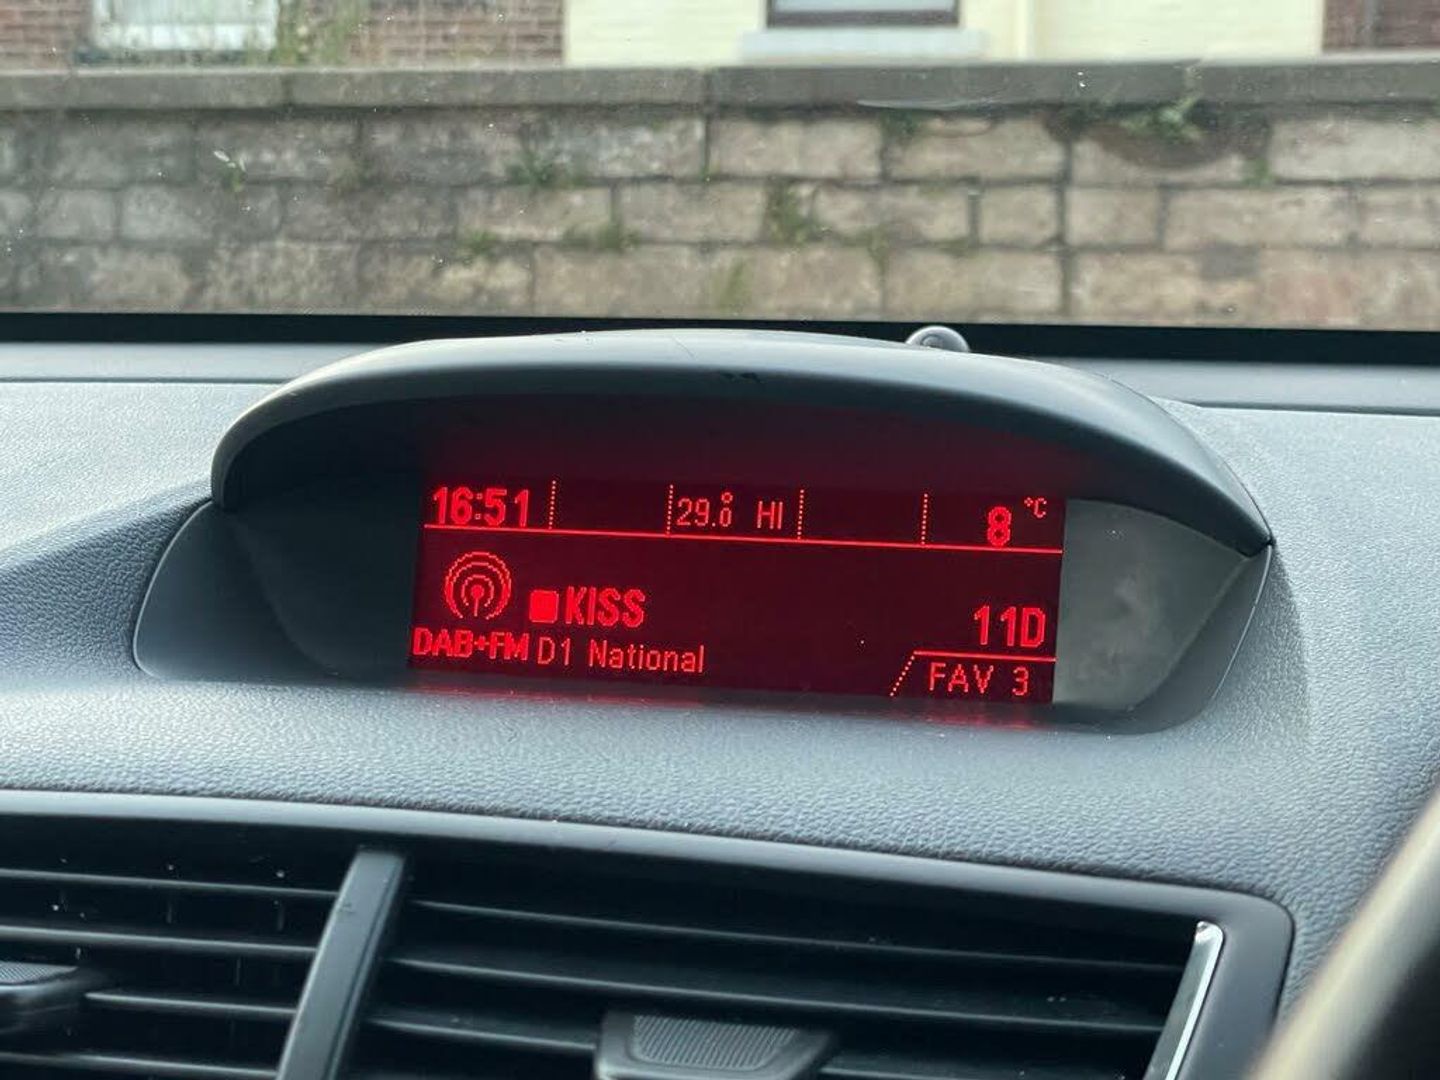 16:51 29.0° HI 8 °C
KISS 11D
DAB+FM D1 National FAV 3